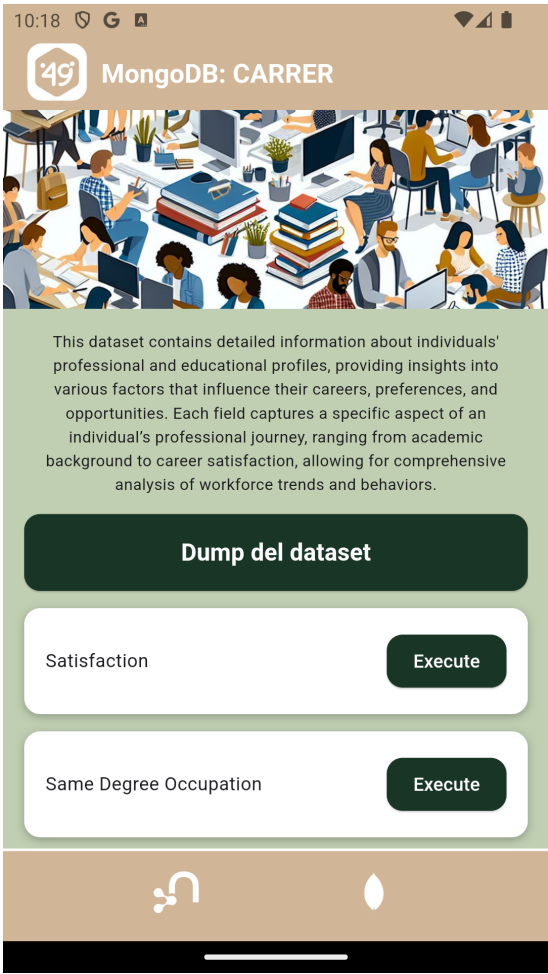 10:18
'49'
MongoDB: CARRER
This dataset contains detailed information about individuals'
professional and educational profiles, providing insights into
various factors that influence their careers, preferences, and
opportunities. Each field captures a specific aspect of an
individual’s professional journey, ranging from academic
background to career satisfaction, allowing for comprehensive
analysis of workforce trends and behaviors.
Dump del dataset
Satisfaction
Execute
Same Degree Occupation
Execute